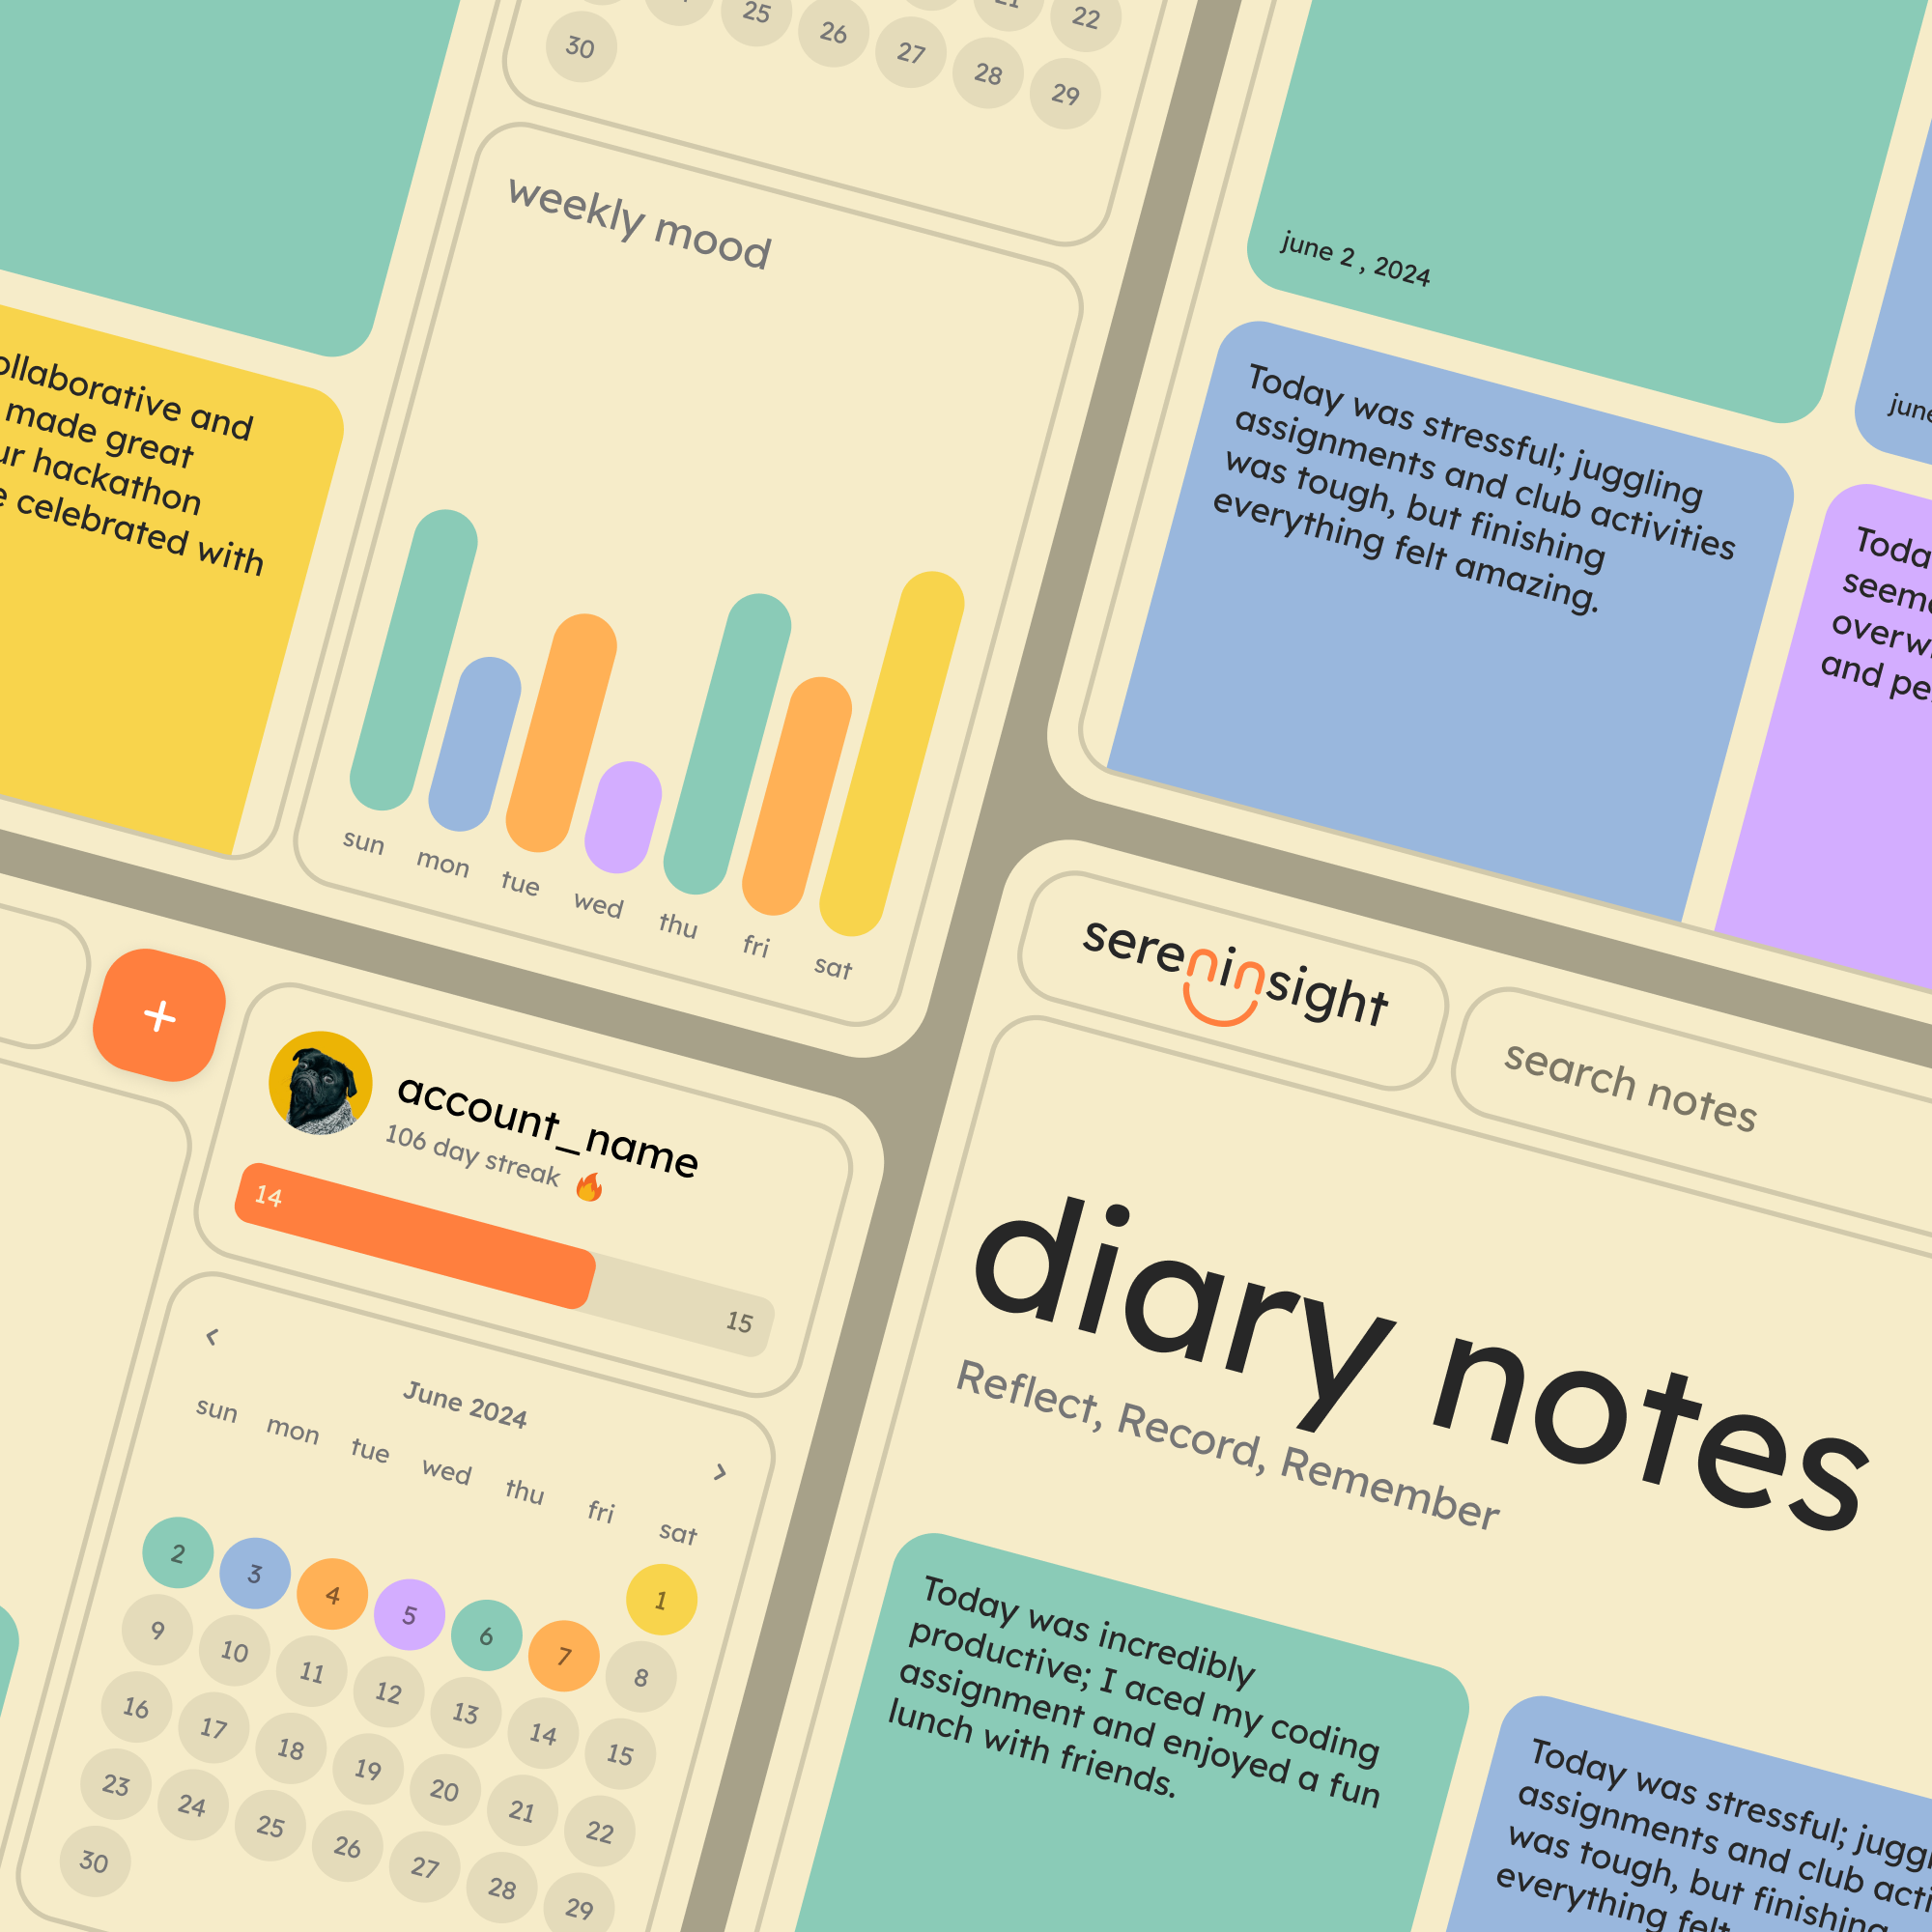 21
22
25
26
27
28
29
30
weekly mood
sun
mon
tue
wed
thu
fri
sat
and
made great
hackathon
celebrated with
june 2 , 2024
Today was stressful; juggling
assignments and club activities
was tough, but finishing
everything felt amazing.
and
+
account_name
106 day streak 🔥
14
15
<
June 2024
>
sun mon tue wed thu fri sat
1
2 3 4 5 6 7 8
9 10 11 12 13 14 15
16 17 18 19 20 21 22
23 24 25 26 27 28 29
30
sereninsight
search notes
diary notes
Reflect, Record, Remember
Today was incredibly
productive; I aced my coding
assignment and enjoyed a fun
lunch with friends.
Today was stressful;
assignments and club
was tough, but finishing
everything felt